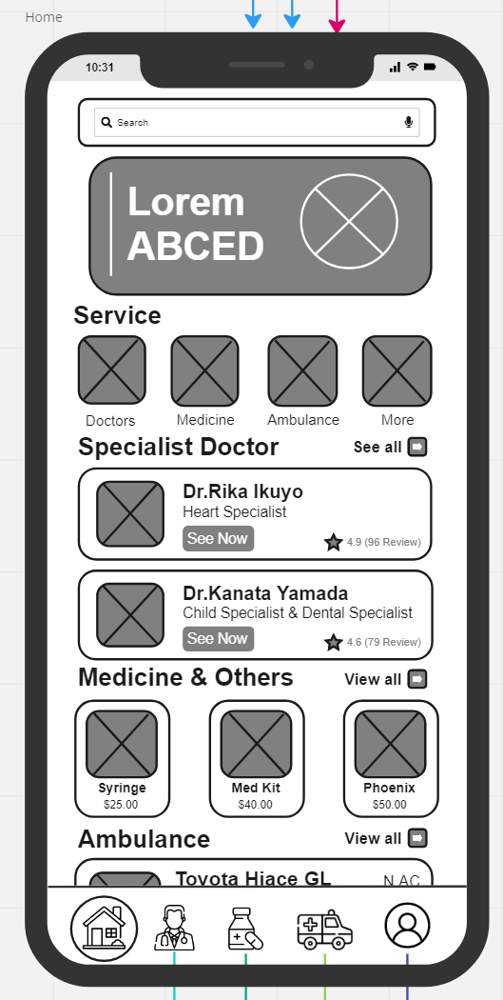 Home
10:31
Search
Lorem
ABCED
Service
Doctors Medicine Ambulance More
Specialist Doctor See all
Dr.Rika Ikuyo
Heart Specialist
See Now 4.9 (96 Review)
Dr.Kanata Yamada
Child Specialist & Dental Specialist
See Now 4.6 (79 Review)
Medicine & Others View all
Syringe Med Kit Phoenix
$25.00 $40.00 $50.00
Ambulance View all
Toyota Hiace GL N.AC